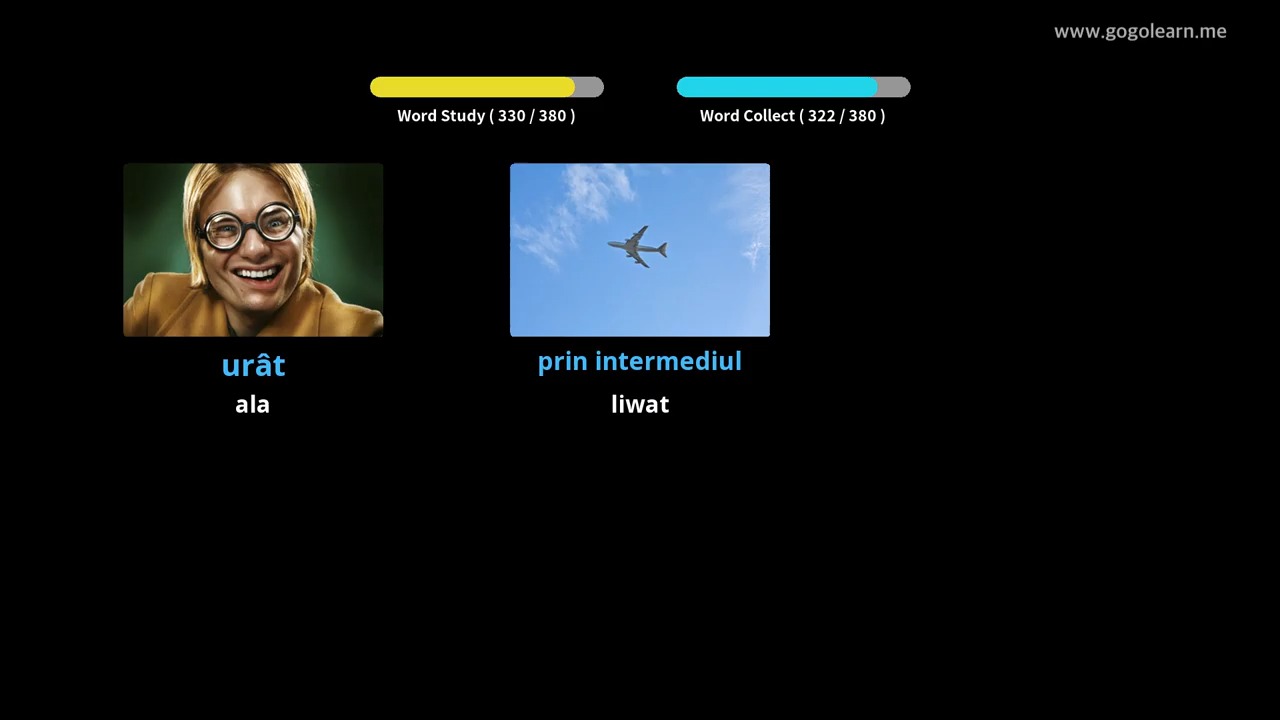 www.gogolearn.me
Word Study ( 330 / 380 )
Word Collect ( 322 / 380 )
urât
prin intermediul
ala
liwat